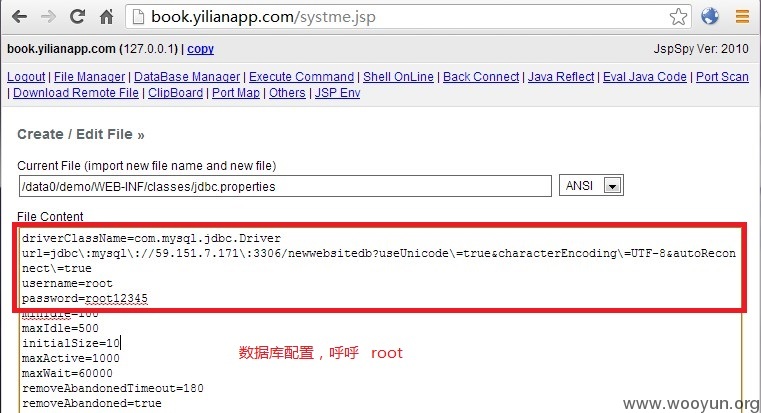 book.yilianapp.com/systme.jsp
book.yilianapp.com (127.0.0.1) | copy
JspSpy Ver: 2010
Logout | File Manager | DataBase Manager | Execute Command | Shell OnLine | Back Connect | Java Reflect | Eval Java Code | Port Scan
| Download Remote File | ClipBoard | Port Map | Others | JSP Env
Create / Edit File »
Current File (import new file name and new file)
/data0/demo/WEB-INF/classes/jdbc.properties
ANSI
File Content
driverClassName=com.mysql.jdbc.Driver
url=jdbc\:mysql\://59.151.7.171\:3306/newwebsitedb?useUnicode\=true&characterEncoding\=UTF-8&autoReco
nnect\=true
username=root
password=root12345
minIdle=100
maxIdle=500
initialSize=10
数据库配置，呼呼 root
maxActive=1000
maxWait=60000
removeAbandonedTimeout=180
removeAbandoned=true
www.wooyun.org